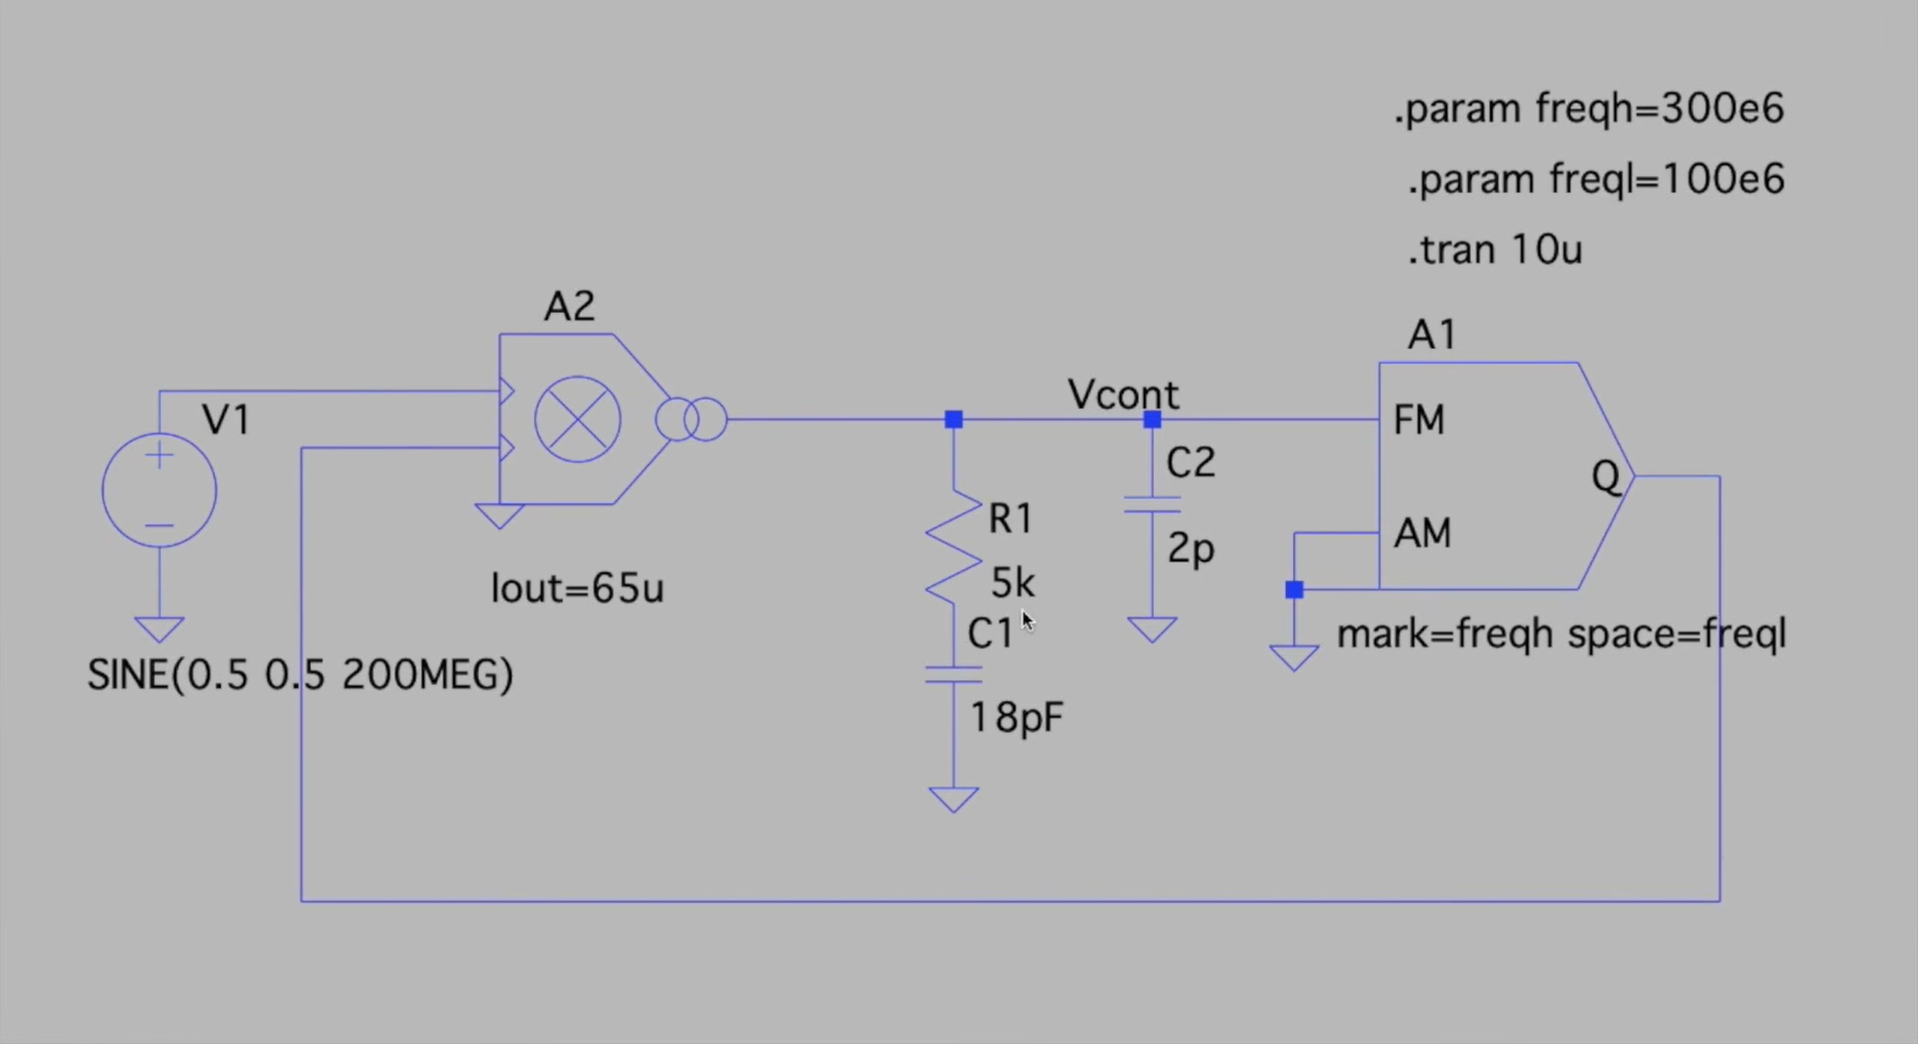 .param freqh=300e6
.param freql=100e6
.tran 10u
A2
A1
Vcont
V1
FM
C2
Q
R1
AM
2p
5k
Iout=65u
C1
mark=freqh space=freql
SINE(0.5 0.5 200MEG)
18pF